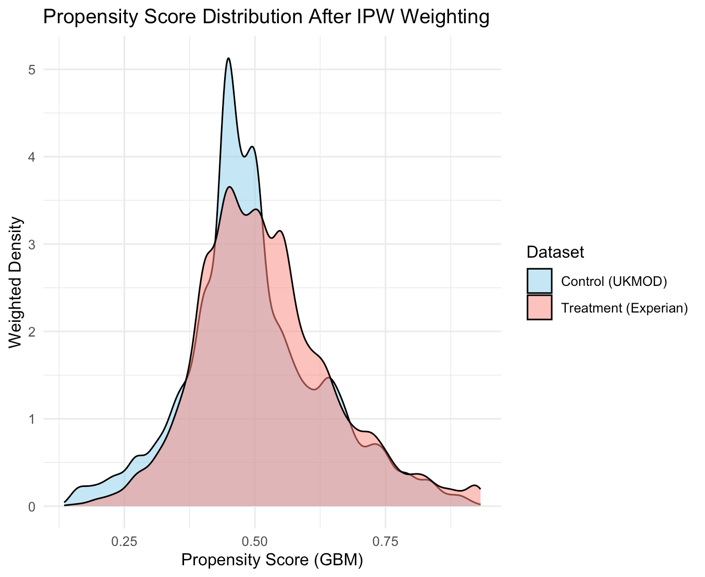 Propensity Score Distribution After IPW Weighting
Weighted Density
5
4
3
2
1
0
0.25 0.50 0.75
Propensity Score (GBM)
Dataset
Control (UKMOD)
Treatment (Experian)